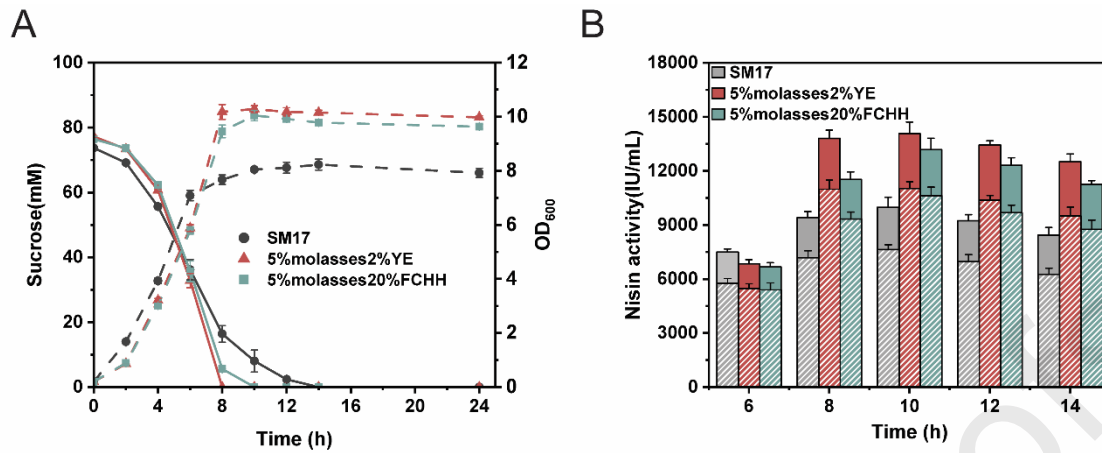 A
Sucrose(mM)
100
80
60
40
20
0
12
10
8
6
4
2
0
OD600
SM17
5%molasses2%YE
5%molasses20%FCHH
0 4 8 12 16 20 24
Time (h)
B
Nisin activity(IU/mL)
18000
15000
12000
9000
6000
3000
0
SM17
5%molasses2%YE
5%molasses20%FCHH
6 8 10 12 14
Time (h)